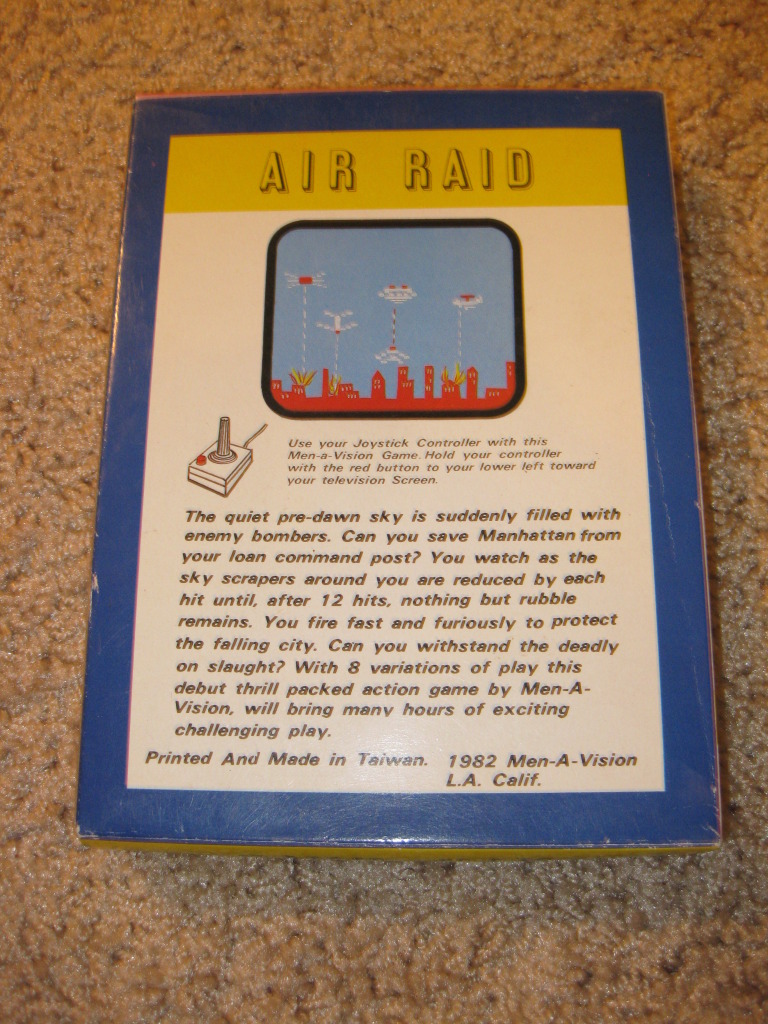 AIR RAID
Use your Joystick Controller with this
Men-a-Vision Game. Hold your controller
with the red button to your lower left toward
your television Screen.
The quiet pre-dawn sky is suddenly filled with
enemy bombers. Can you save Manhattan from
your loan command post? You watch as the
sky scrapers around you are reduced by each
hit until, after 12 hits, nothing but rubble
remains. You fire fast and furiously to protect
the falling city. Can you withstand the deadly
on slaught? With 8 variations of play this
debut thrill packed action game by Men-A-
Vision, will bring many hours of exciting
challenging play.
Printed And Made in Taiwan. 1982 Men-A-Vision
L.A. Calif.